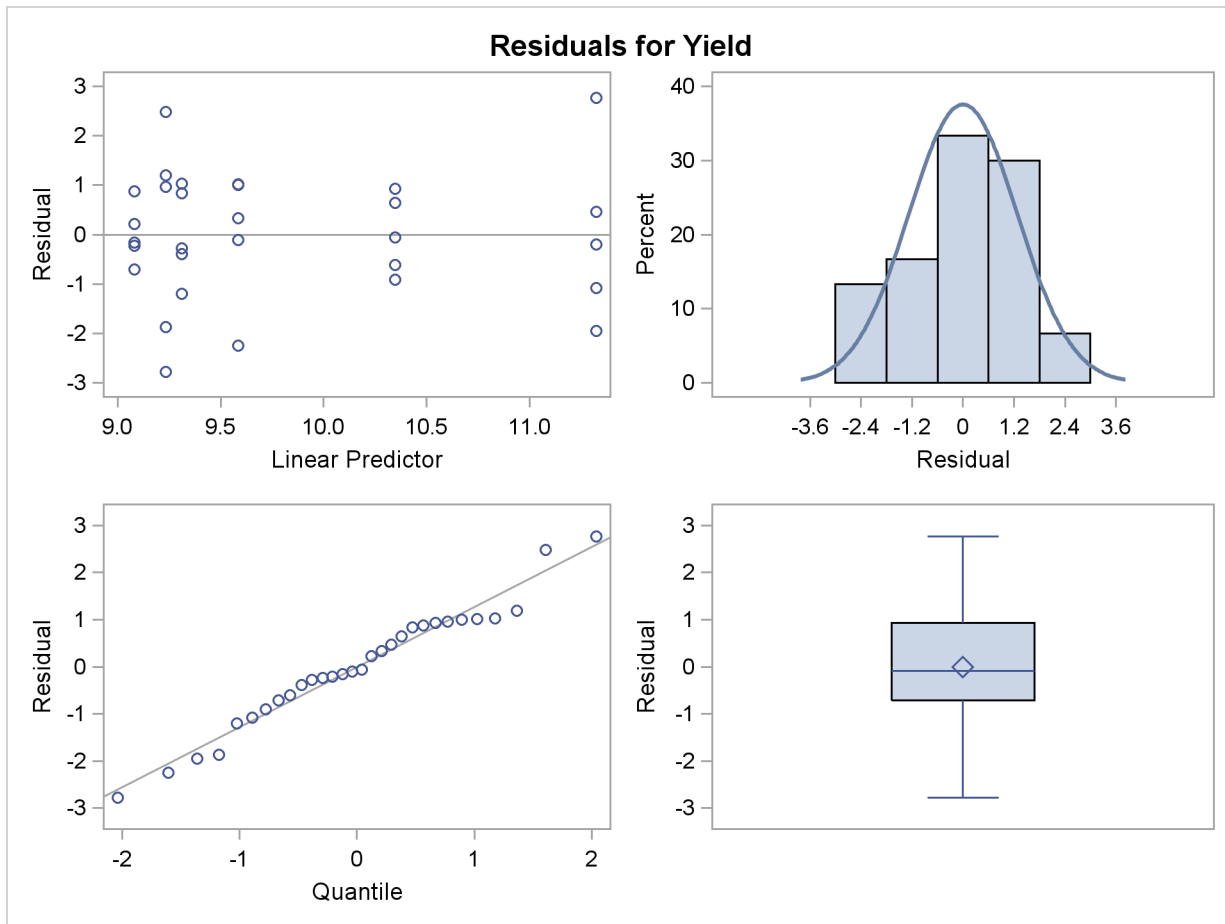 Residuals for Yield
3
2
1
0
-1
-2
-3
Residual
9.0 9.5 10.0 10.5 11.0
Linear Predictor
40
30
20
10
0
Percent
-3.6 -2.4 -1.2 0 1.2 2.4 3.6
Residual
3
2
1
0
-1
-2
-3
Residual
-2 -1 0 1 2
Quantile
3
2
1
0
-1
-2
-3
Residual